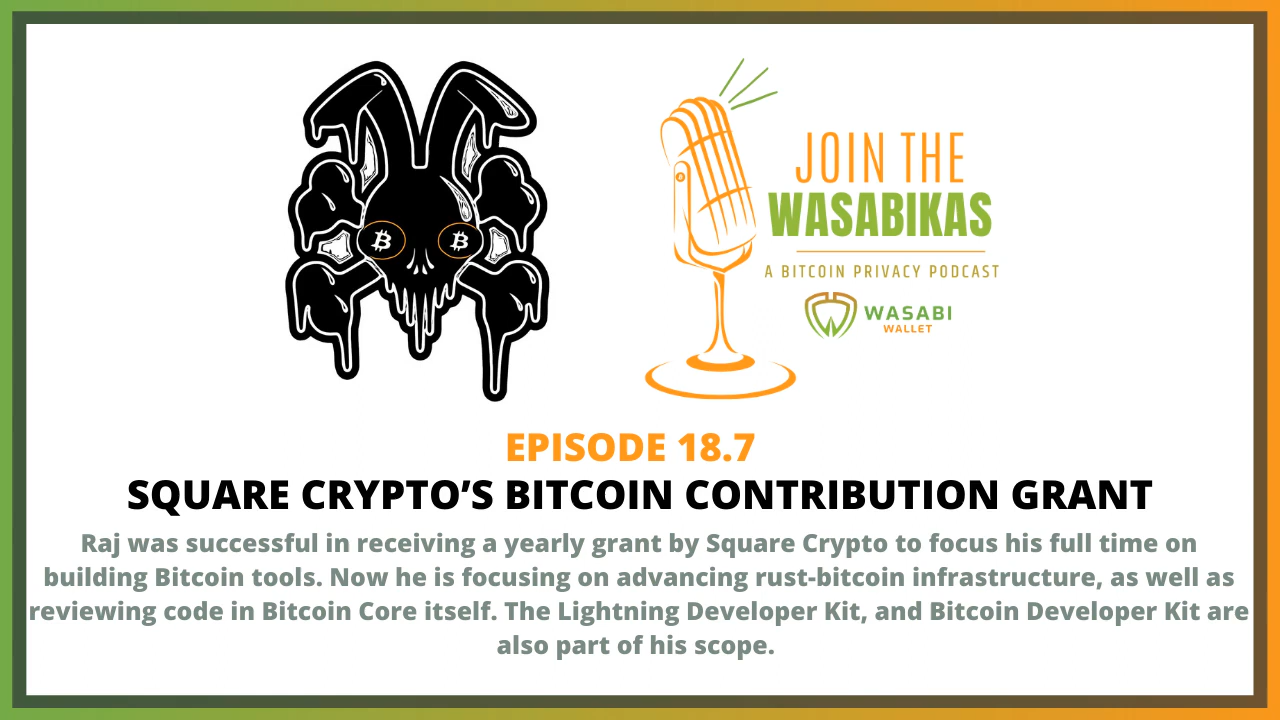 JOIN THE
WASABIKAS
A BITCOIN PRIVACY PODCAST
WASABI
WALLET
EPISODE 18.7
SQUARE CRYPTO’S BITCOIN CONTRIBUTION GRANT
Raj was successful in receiving a yearly grant by Square Crypto to focus his full time on
building Bitcoin tools. Now he is focusing on advancing rust-bitcoin infrastructure, as well as
reviewing code in Bitcoin Core itself. The Lightning Developer Kit, and Bitcoin Developer Kit are
also part of his scope.